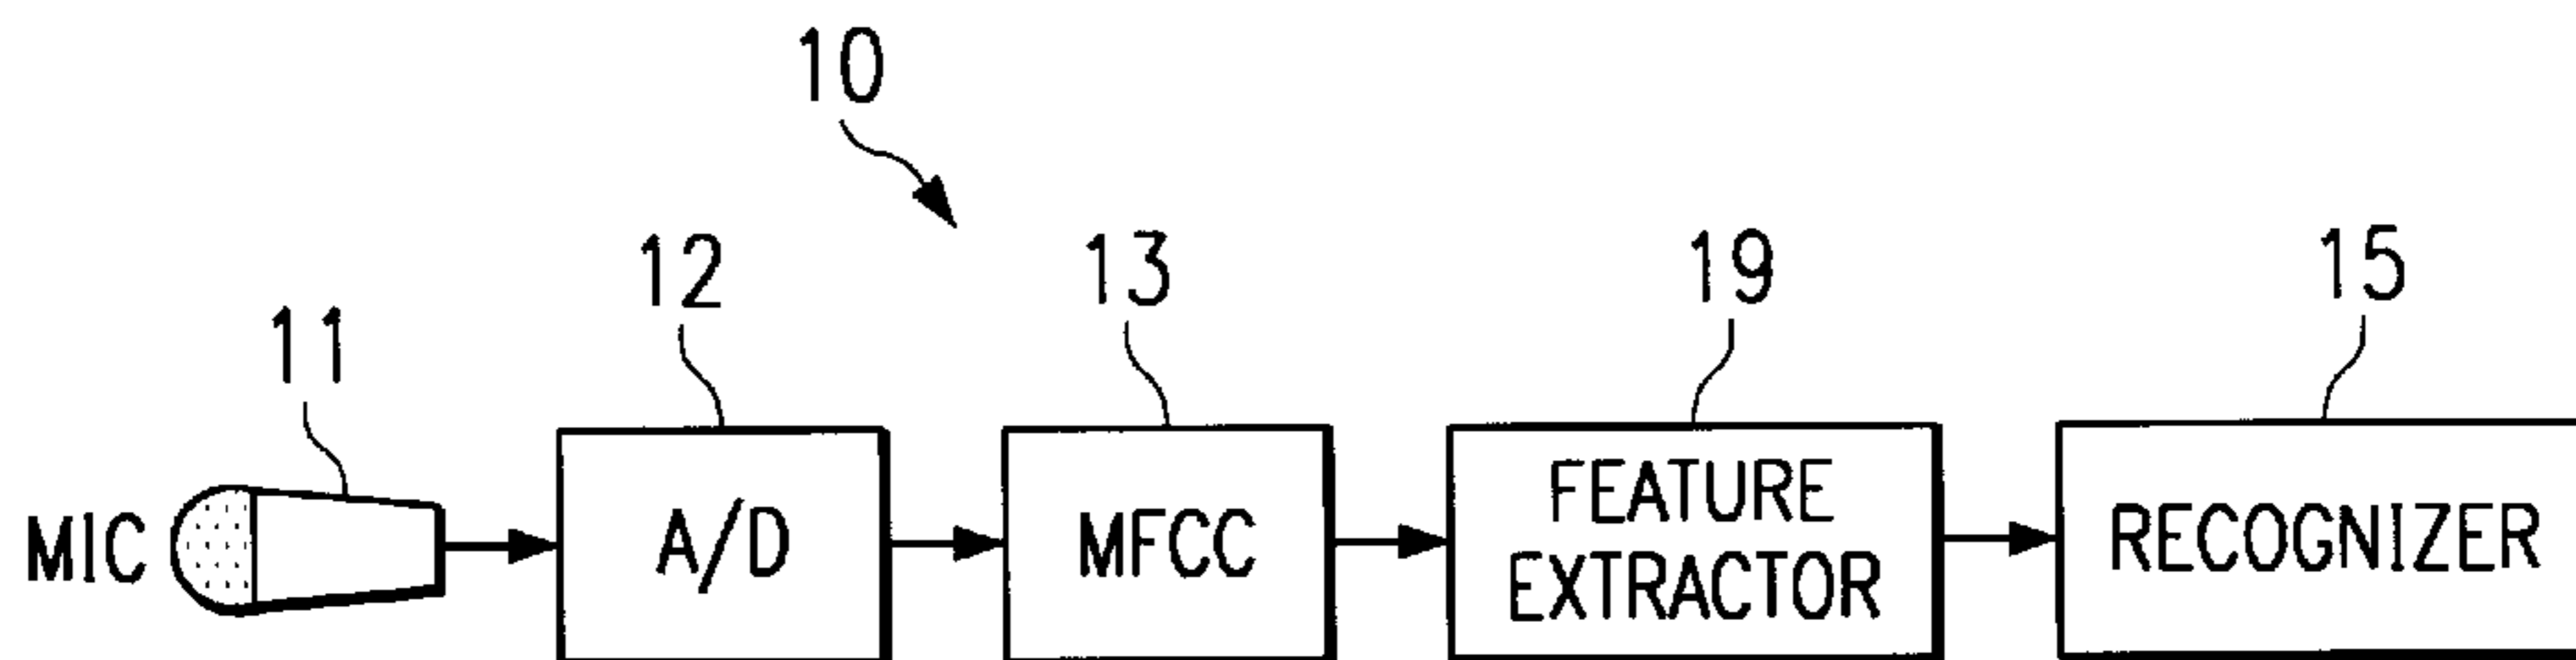 10
11
12
13
19
15
MIC
A/D
MFCC
FEATURE
EXTRACTOR
RECOGNIZER